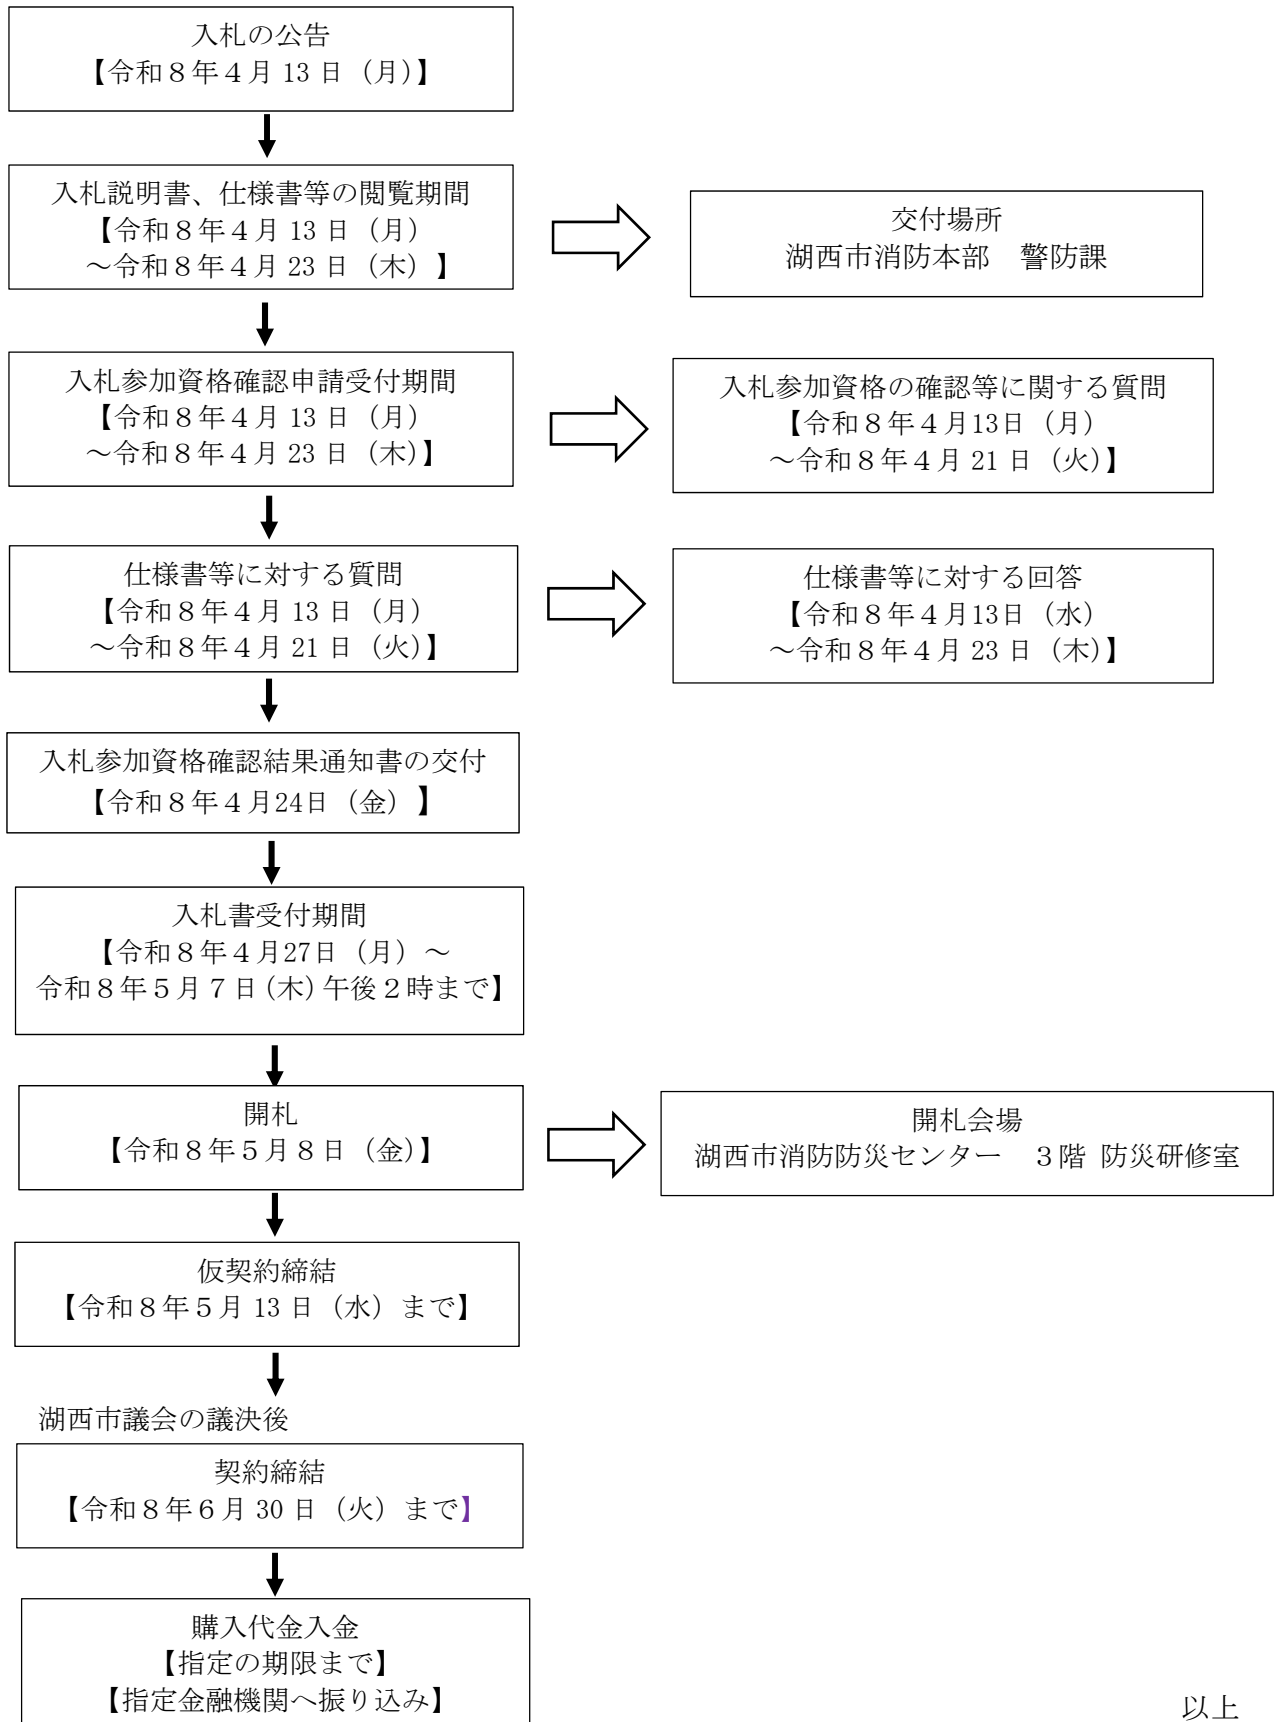 入札の公告
【令和８年４月 13 日（月）】
入札説明書、仕様書等の閲覧期間
【令和８年４月 13 日（月）
～令和８年４月 23 日（木）】
交付場所
湖西市消防本部　警防課
入札参加資格確認申請受付期間
【令和８年４月 13 日（月）
～令和８年４月 23 日（木）】
入札参加資格の確認等に関する質問
【令和８年４月13日（月）
～令和８年４月 21 日（火）】
仕様書等に対する質問
【令和８年４月 13 日（月）
～令和８年４月 21 日（火）】
仕様書等に対する回答
【令和８年４月13日（水）
～令和８年４月 23 日（木）】
入札参加資格確認結果通知書の交付
【令和８年４月24日（金）】
入札書受付期間
【令和８年４月27日（月）～
令和８年５月７日（木）午後２時まで】
開札
【令和８年５月８日（金）】
開札会場
湖西市消防防災センター　３階 防災研修室
仮契約締結
【令和８年５月 13 日（水）まで】
湖西市議会の議決後
契約締結
【令和８年６月 30 日（火）まで】
購入代金入金
【指定の期限まで】
【指定金融機関へ振り込み】
以上